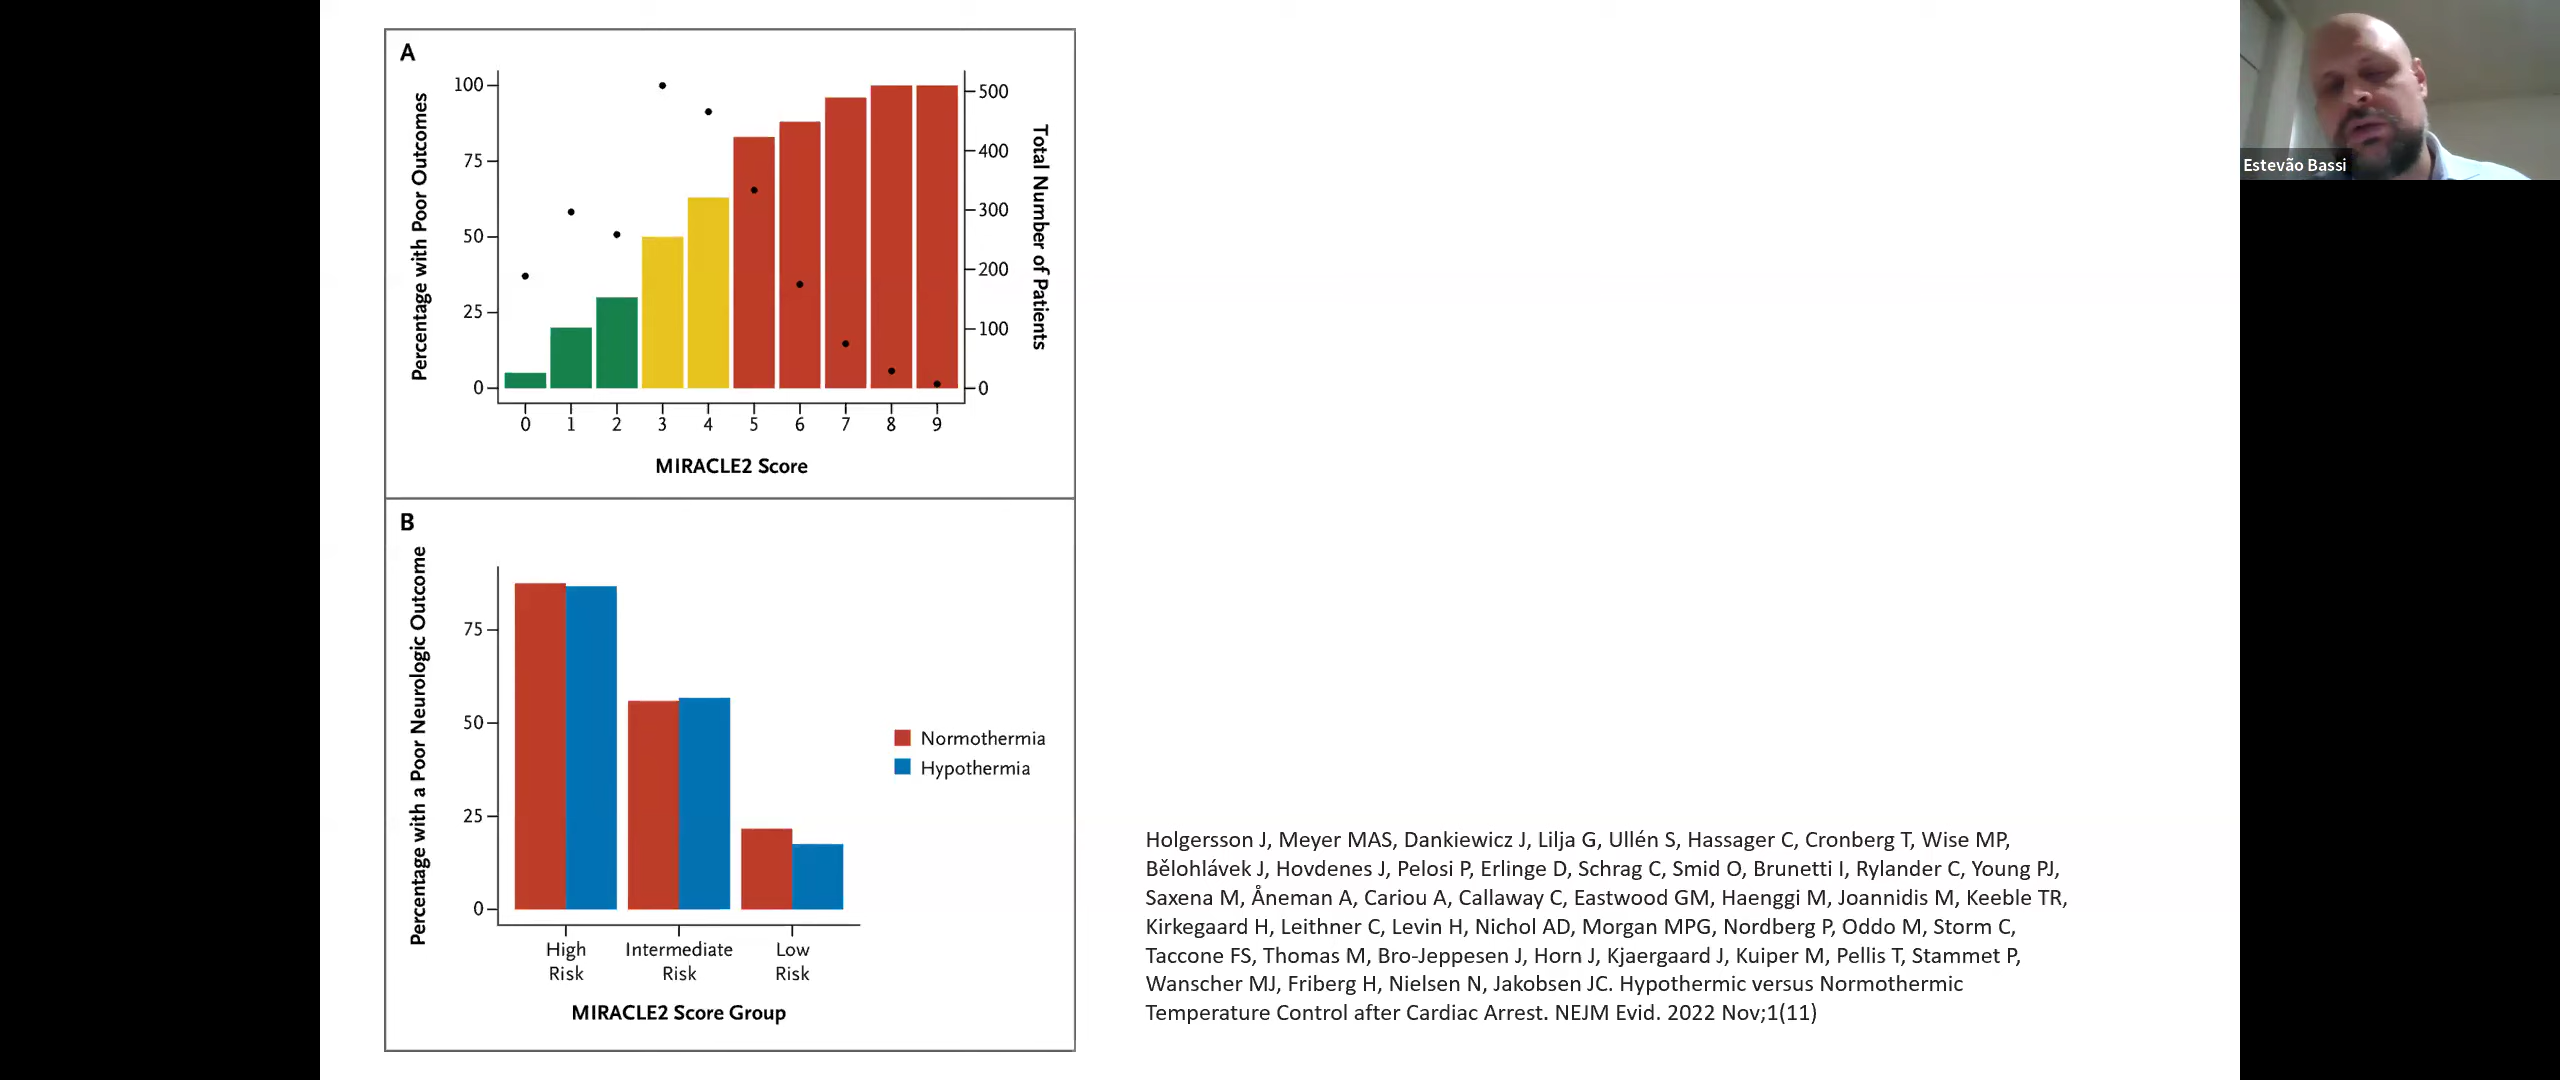 A
Percentage with Poor Outcomes
100
75
50
25
0
500
400
300
200
100
0
Total Number of Patients
0 1 2 3 4 5 6 7 8 9
MIRACLE2 Score
B
Percentage with a Poor Neurologic Outcome
75
50
25
0
Normothermia
Hypothermia
High Intermediate Low
Risk Risk Risk
MIRACLE2 Score Group
Holgersson J, Meyer MAS, Dankiewicz J, Lilja G, Ullén S, Hassager C, Cronberg T, Wise MP,
Bělohlávek J, Hovdenes J, Pelosi P, Erlinge D, Schrag C, Smid O, Brunetti I, Rylander C, Young PJ,
Saxena M, Åneman A, Cariou A, Callaway C, Eastwood GM, Haenggi M, Joannidis M, Keeble TR,
Kirkegaard H, Leithner C, Levin H, Nichol AD, Morgan MPG, Nordberg P, Oddo M, Storm C,
Taccone FS, Thomas M, Bro-Jeppesen J, Horn J, Kjaergaard J, Kuiper M, Pellis T, Stammet P,
Wanscher MJ, Friberg H, Nielsen N, Jakobsen JC. Hypothermic versus Normothermic
Temperature Control after Cardiac Arrest. NEJM Evid. 2022 Nov;1(11)
Estevão Bassi